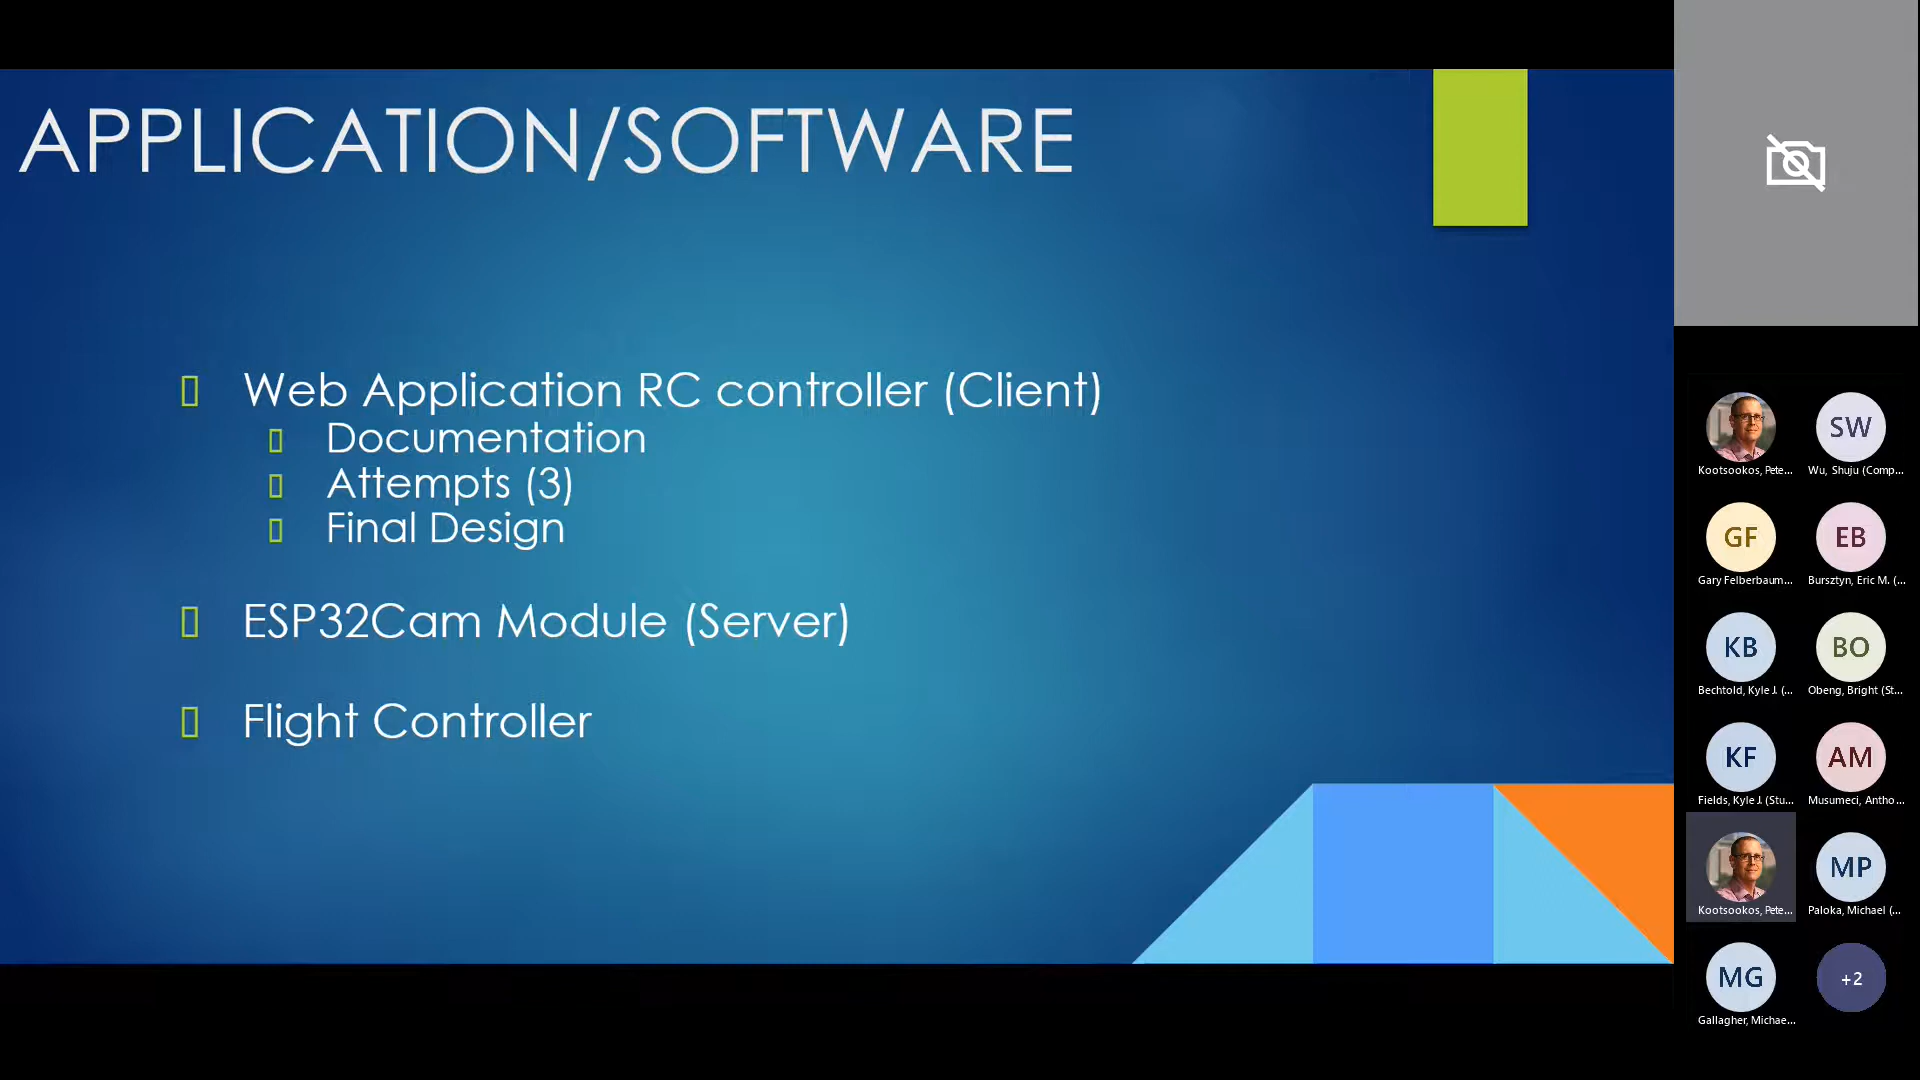 APPLICATION/SOFTWARE
Web Application RC controller (Client)
Documentation
Attempts (3)
Final Design
ESP32Cam Module (Server)
Flight Controller
Kootsookos, Pete...
SW
Wu, Shuju (Comp...
GF
Gary Felberbaum...
EB
Bursztyn, Eric M. (...
KB
Bechtold, Kyle J. (...
BO
Obeng, Bright (St...
KF
Fields, Kyle J. (Stu...
AM
Musumeci, Antho...
Kootsookos, Pete...
MP
Paloka, Michael (...
MG
Gallagher, Michae...
+2